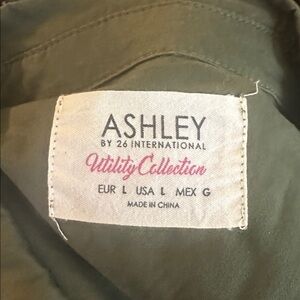 ASHLEY
BY 26 INTERNATIONAL
Utility Collection
EUR L USA L MEX G
MADE IN CHINA